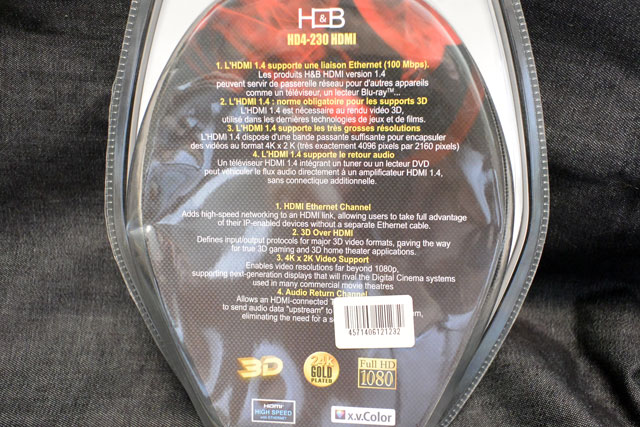 H&B
HD4-230 HDMI
1. L'HDMI 1.4 supporte une liaison Ethernet (100 Mbps).
Les produits H&B HDMI version 1.4
peuvent servir de passerelle réseau pour d'autres appareils
comme un téléviseur, un lecteur Blu-ray™...
2. L'HDMI 1.4 : norme obligatoire pour les supports 3D
L'HDMI 1.4 est nécessaire au rendu vidéo 3D,
utilisé dans les dernières technologies de jeux et de films.
3. L'HDMI 1.4 supporte les très grosses résolutions
L'HDMI 1.4 dispose d'une bande passante suffisante pour encapsuler
des vidéos au format 4K x 2 K (très exactement 4096 pixels par 2160 pixels)
4. L'HDMI 1.4 supporte le retour audio
Un téléviseur HDMI 1.4 intégrant un tuner ou un lecteur DVD
peut véhiculer le flux audio directement à un amplificateur HDMI 1.4,
sans connectique additionnelle.
1. HDMI Ethernet Channel
Adds high-speed networking to an HDMI link, allowing users to take full advantage
of their IP-enabled devices without a separate Ethernet cable.
2. 3D Over HDMI
Defines input/output protocols for major 3D video formats, paving the way
for true 3D gaming and 3D home theater applications.
3. 4K x 2K Video Support
Enables video resolutions far beyond 1080p,
supporting next-generation displays that will rival the Digital Cinema systems
used in many commercial movie theatres
4. Audio Return Channel
Allows an HDMI-connected
to send audio data "upstream" to
eliminating the need for a
4571406121232
3D
24K
GOLD
PLATED
Full HD
1080
HDMI
HIGH SPEED
WITH ETHERNET
x.v.Color